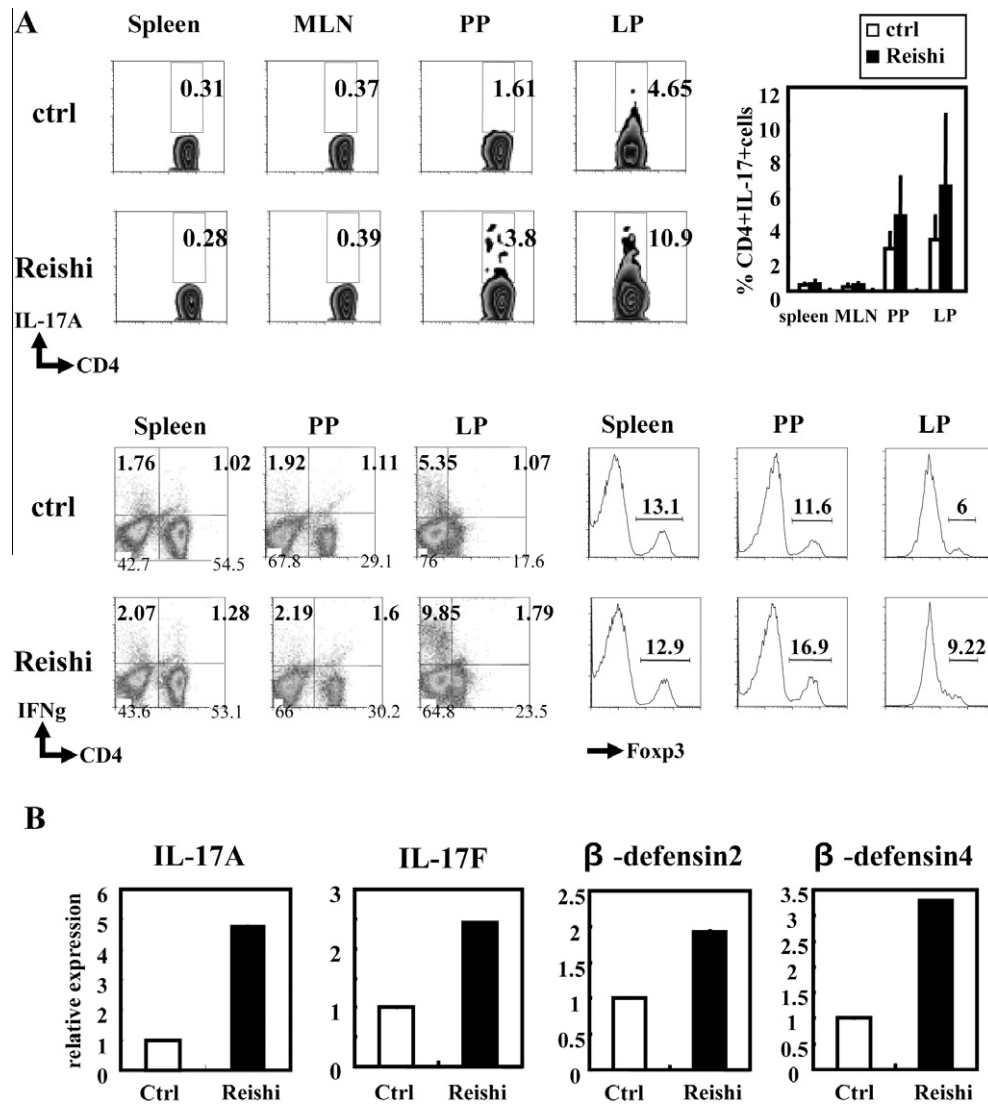 A
Spleen MLN PP LP
ctrl
Reishi
ctrl
0.31 0.37 1.61 4.65
Reishi
0.28 0.39 3.8 10.9
IL-17A
CD4
% CD4+IL-17+cells
12
10
8
6
4
2
0
spleen MLN PP LP
Spleen PP LP Spleen PP LP
ctrl
1.76 1.02 1.92 1.11 5.35 1.07
42.7 54.5 67.8 29.1 76 17.6
13.1 11.6 6
Reishi
2.07 1.28 2.19 1.6 9.85 1.79
43.6 53.1 66 30.2 64.8 23.5
12.9 16.9 9.22
IFNg
CD4
Foxp3
B
IL-17A IL-17F β -defensin2 β -defensin4
relative expression
6
5
4
3
2
1
0
Ctrl Reishi
3
2
1
0
Ctrl Reishi
2.5
2
1.5
1
0.5
0
Ctrl Reishi
3.5
3
2.5
2
1.5
1
0.5
0
Ctrl Reishi